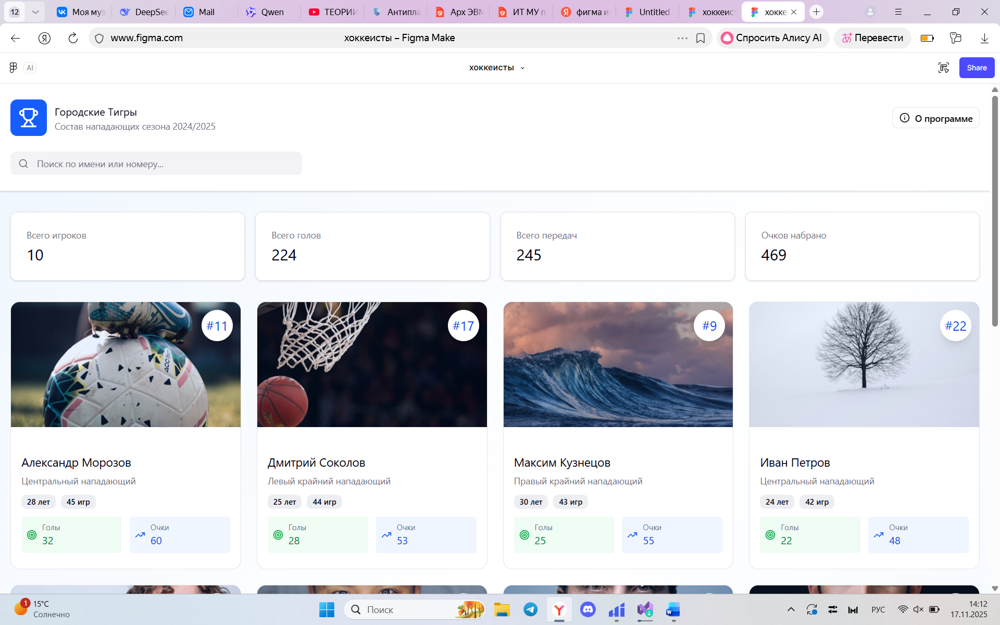 12
Моя муз
DeepSee
Mail
Qwen
ТЕОРИИ
Антипла
Арх ЭВМ
ИТ МУ п
фигма и
Untitled
хоккеист
хокке
www.figma.com
хоккеисты – Figma Make
Спросить Алису AI
Перевести
AI
хоккеисты
Share
Городские Тигры
Состав нападающих сезона 2024/2025
О программе
Поиск по имени или номеру...
Всего игроков
10
Всего голов
224
Всего передач
245
Очков набрано
469
#11
#17
#9
#22
Александр Морозов
Центральный нападающий
28 лет
45 игр
Голы
32
Очки
60
Дмитрий Соколов
Левый крайний нападающий
25 лет
44 игр
Голы
28
Очки
53
Максим Кузнецов
Правый крайний нападающий
30 лет
43 игр
Голы
25
Очки
55
Иван Петров
Центральный нападающий
24 лет
42 игр
Голы
22
Очки
48
1
15°C
Солнечно
Поиск
РУС
14:12
17.11.2025